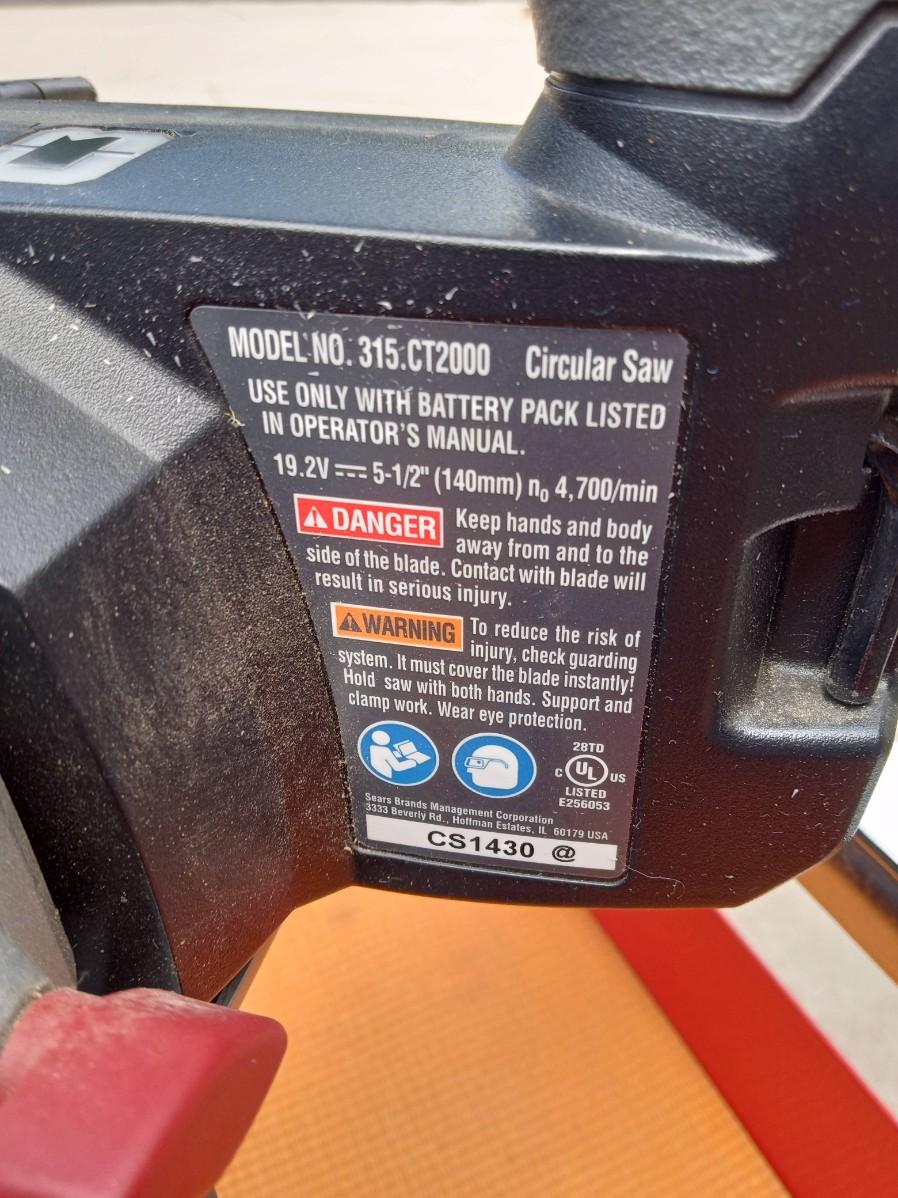 MODEL NO. 315.CT2000 Circular Saw
USE ONLY WITH BATTERY PACK LISTED
IN OPERATOR'S MANUAL.
19.2V ⎓ 5-1/2" (140mm) n₀ 4,700/min
⚠ DANGER Keep hands and body
away from and to the
side of the blade. Contact with blade will
result in serious injury.
⚠ WARNING To reduce the risk of
injury, check guarding
system. It must cover the blade instantly!
Hold saw with both hands. Support and
clamp work. Wear eye protection.
28TD
C UL US
LISTED
E256053
Sears Brands Management Corporation
3333 Beverly Rd., Hoffman Estates, IL 60179 USA
CS1430 @